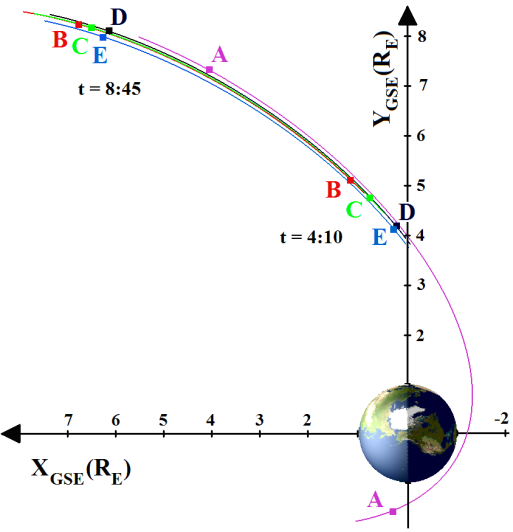 D
8
B
C
E
A
Y_GSE(R_E)
7
t = 8:45
6
5
B
C
D
t = 4:10
E
4
3
2
7 6 5 4 3 2 -2
X_GSE(R_E)
A